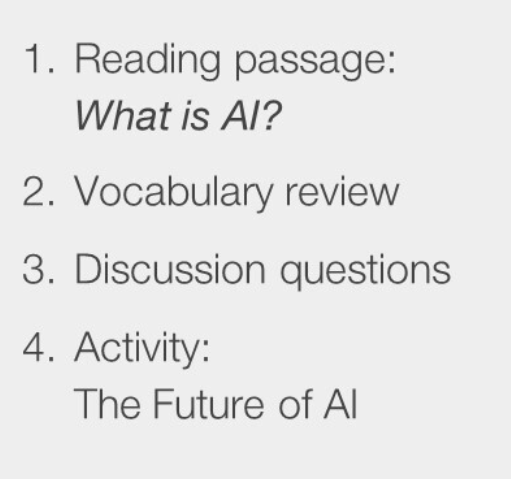 1. Reading passage:
What is AI?
2. Vocabulary review
3. Discussion questions
4. Activity:
The Future of AI